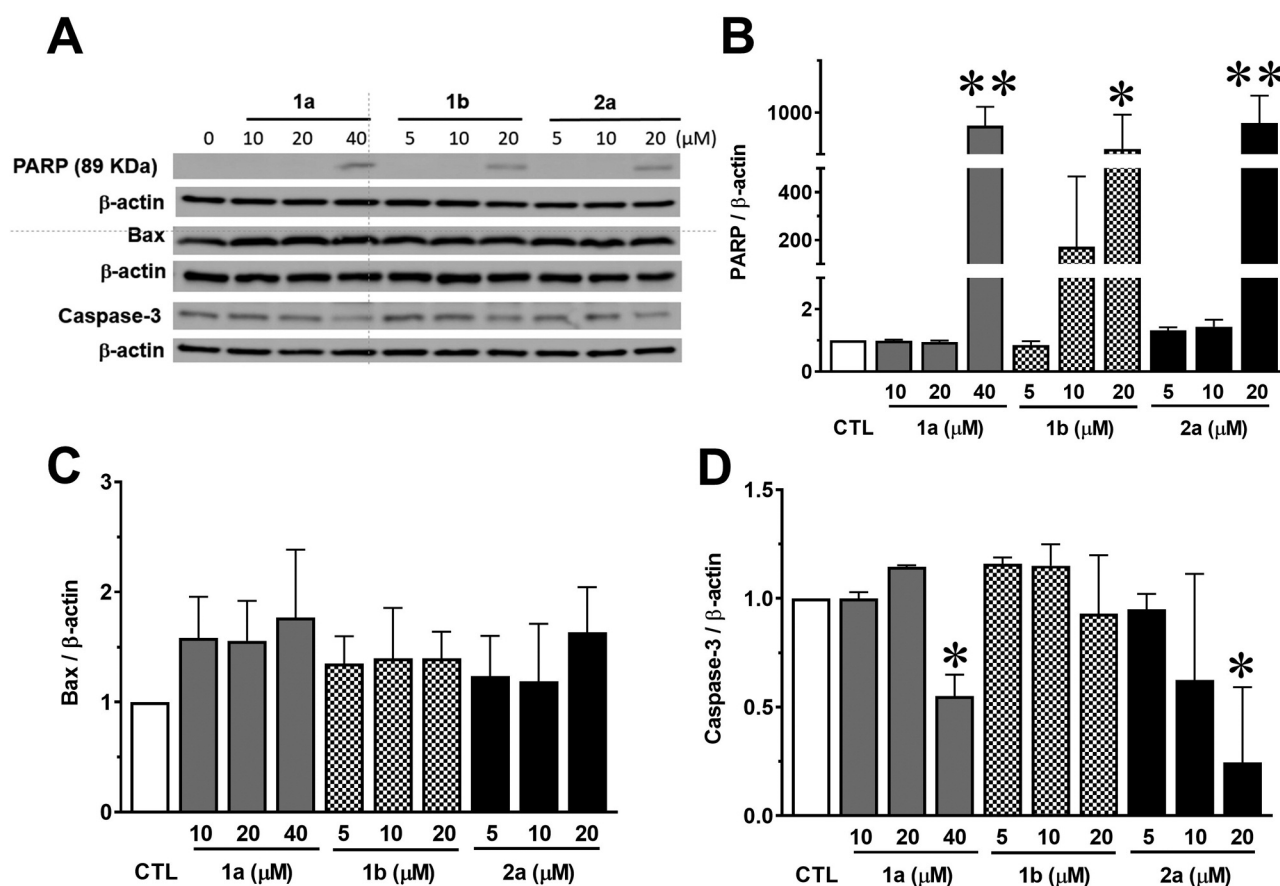 A
1a 1b 2a
0 10 20 40 5 10 20 5 10 20 (μM)
PARP (89 KDa)
β-actin
Bax
β-actin
Caspase-3
β-actin
B
PARP / β-actin
1000
400
200
2
1
0
** * **
10 20 40 5 10 20 5 10 20
CTL 1a (μM) 1b (μM) 2a (μM)
C
Bax / β-actin
3
2
1
0
10 20 40 5 10 20 5 10 20
CTL 1a (μM) 1b (μM) 2a (μM)
D
Caspase-3 / β-actin
1.5
1.0
0.5
0.0
* *
10 20 40 5 10 20 5 10 20
CTL 1a (μM) 1b (μM) 2a (μM)